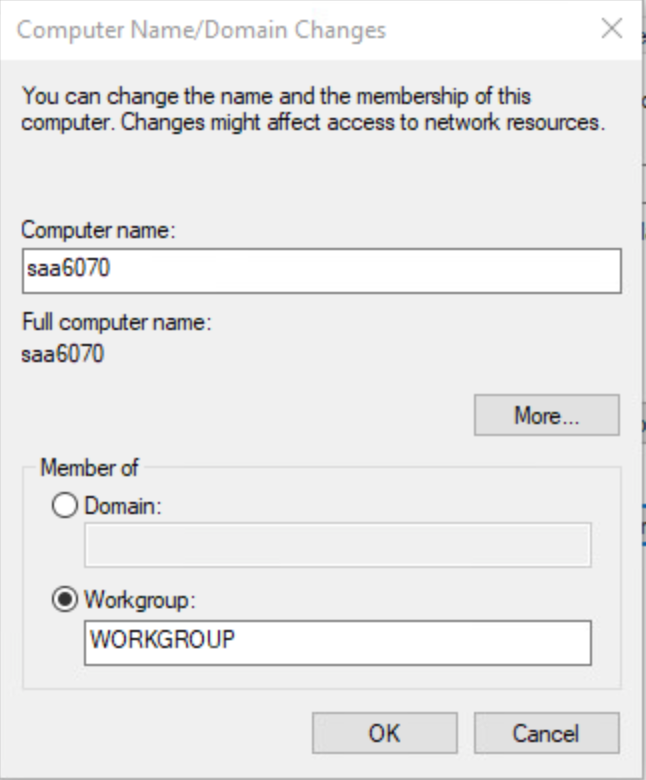 Computer Name/Domain Changes
You can change the name and the membership of this
computer. Changes might affect access to network resources.
Computer name:
saa6070
Full computer name:
saa6070
More...
Member of
Domain:
Workgroup:
WORKGROUP
OK
Cancel